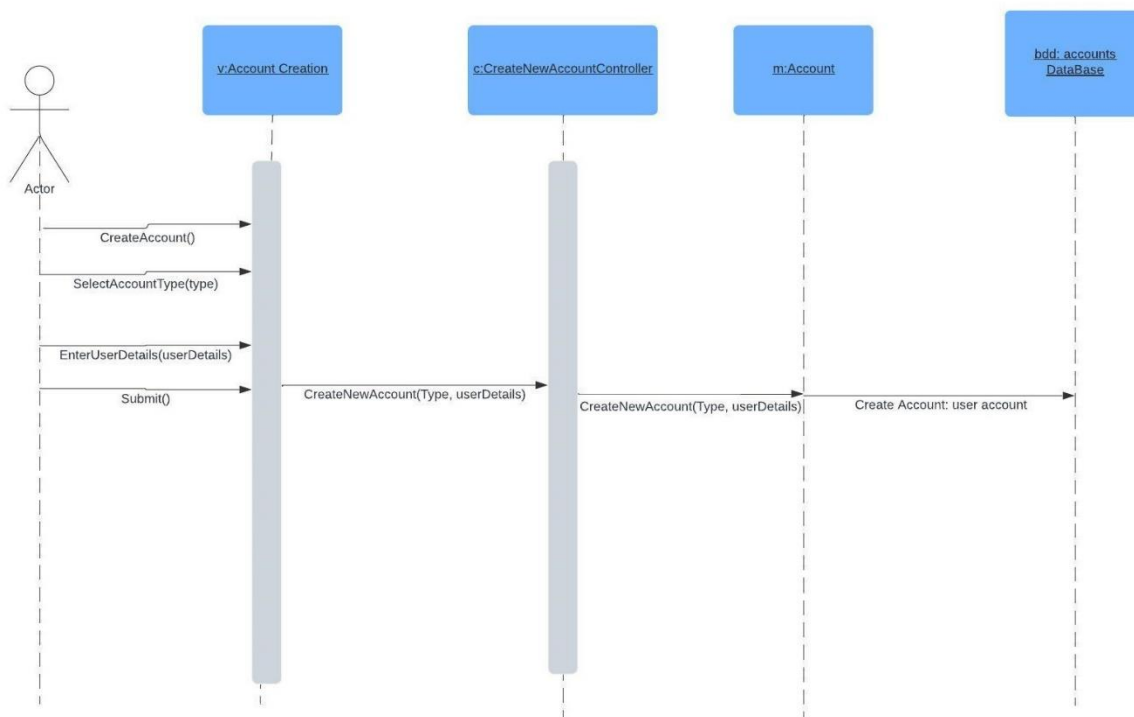 v:Account Creation
c:CreateNewAccountController
m:Account
bdd: accounts
DataBase
Actor
CreateAccount()
SelectAccountType(type)
EnterUserDetails(userDetails)
Submit()
CreateNewAccount(Type, userDetails)
CreateNewAccount(Type, userDetails)
Create Account: user account